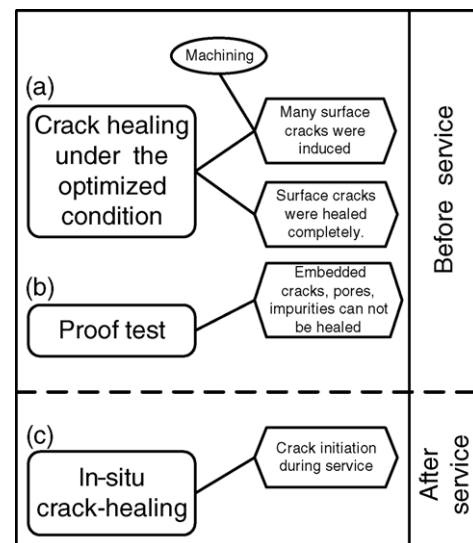 Machining
(a)
Crack healing
under the
optimized
condition
Many surface
cracks were
induced
Surface cracks
were healed
completely.
(b)
Proof test
Embedded
cracks, pores,
impurities can not
be healed
Before service
(c)
In-situ
crack-healing
Crack initiation
during service
After
service